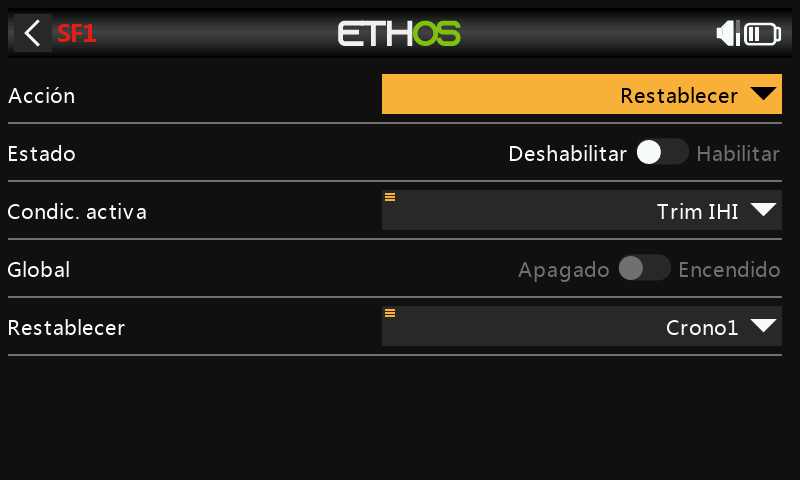 SF1 ETHOS
Acción Restablecer
Estado Deshabilitar Habilitar
Condic. activa Trim IHI
Global Apagado Encendido
Restablecer Crono1